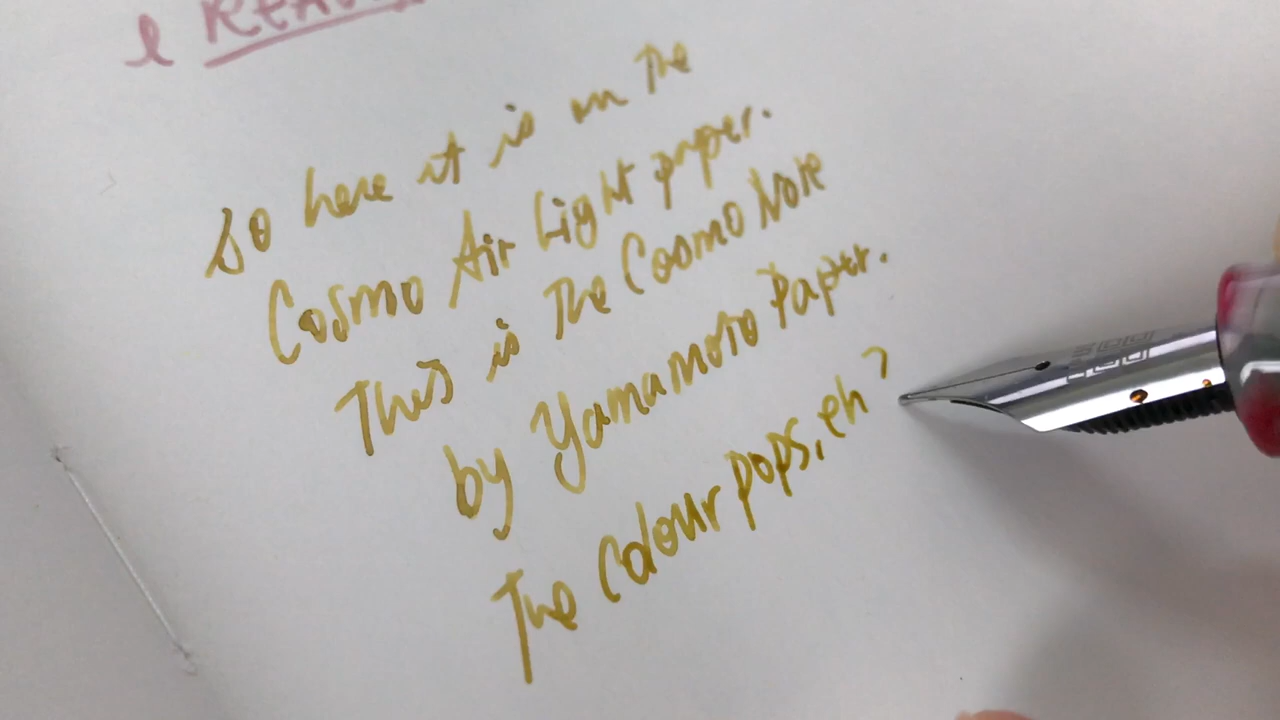 So here it is on the
Cosmo Air Light paper.
This is the Cosmo Note
by Yamamoto Paper.
The colour pops, eh?